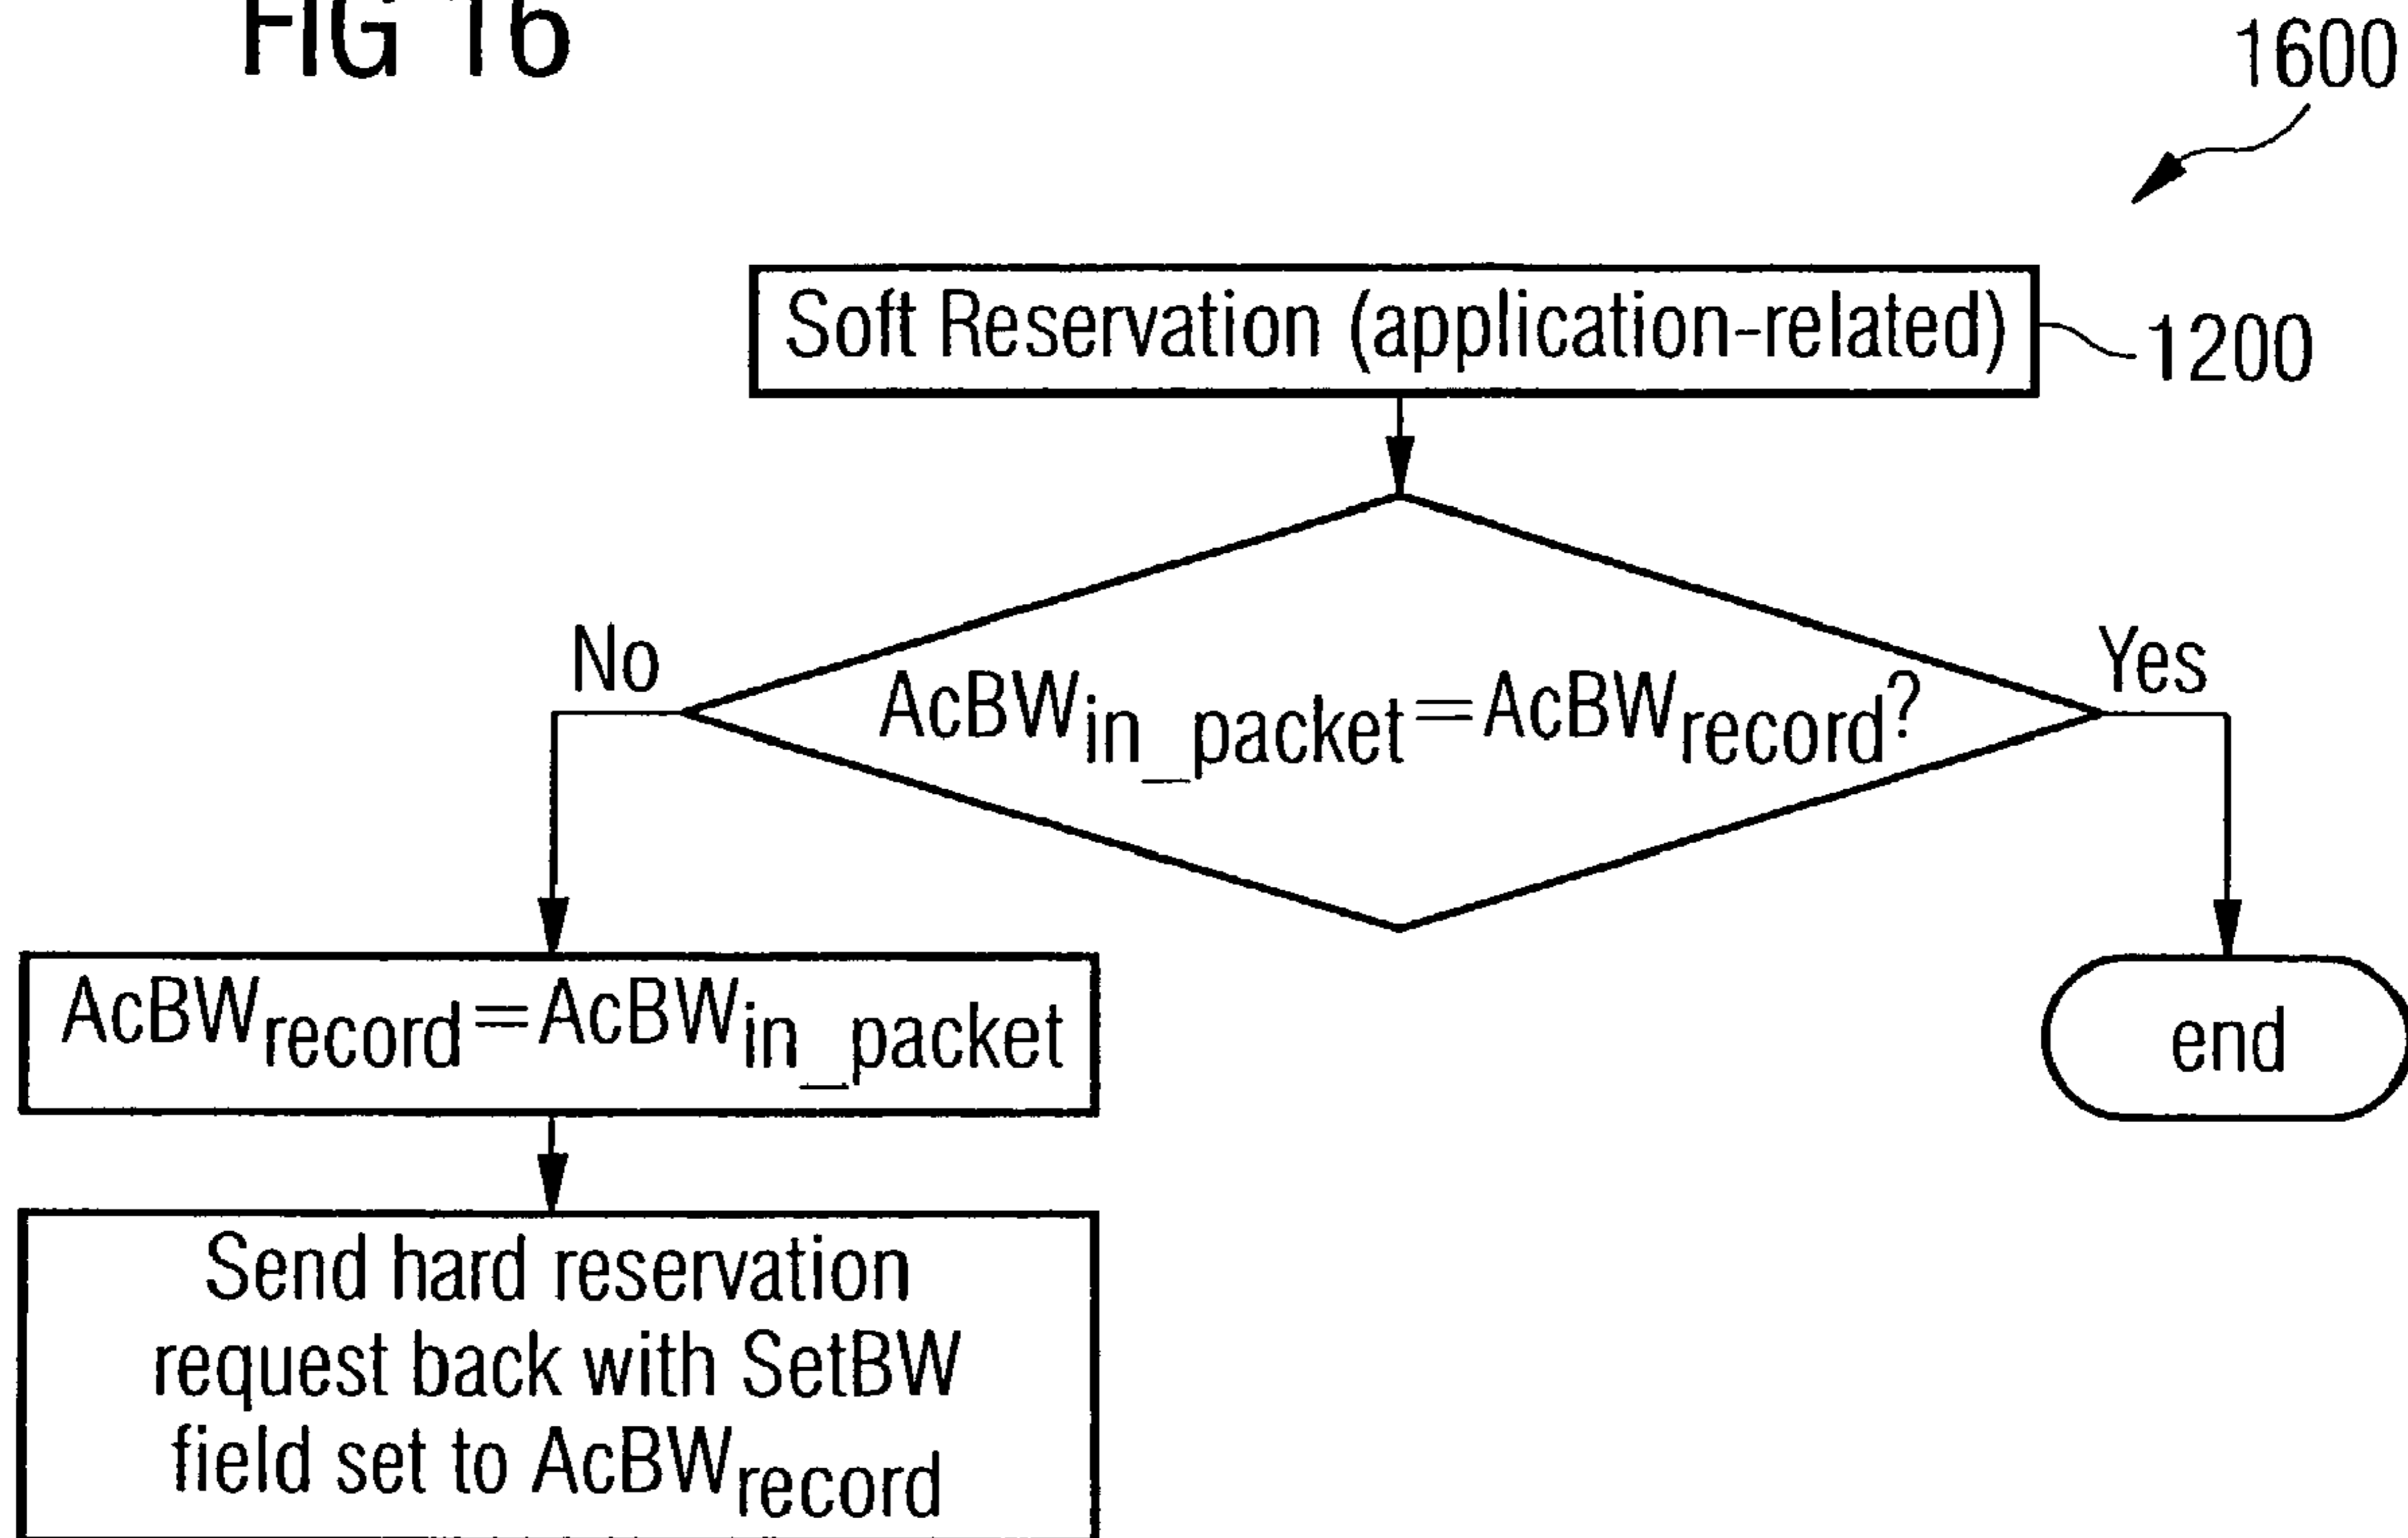 FIG 16
1600
Soft Reservation (application-related)
1200
No
Yes
AcBWin_packet=AcBWrecord?
AcBWrecord=AcBWin_packet
end
Send hard reservation
request back with SetBW
field set to AcBWrecord